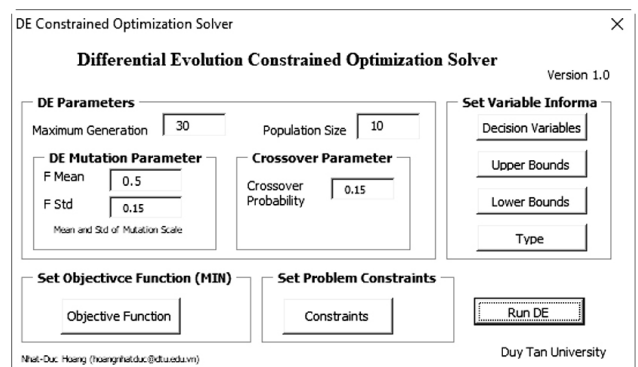 DE Constrained Optimization Solver
Differential Evolution Constrained Optimization Solver
Version 1.0
DE Parameters
Maximum Generation 30
Population Size 10
DE Mutation Parameter
F Mean 0.5
F Std 0.15
Mean and Std of Mutation Scale
Crossover Parameter
Crossover Probability 0.15
Set Variable Informa
Decision Variables
Upper Bounds
Lower Bounds
Type
Set Objectivce Function (MIN)
Objective Function
Set Problem Constraints
Constraints
Run DE
Nhat-Duc Hoang (hoangnhatduc@dtu.edu.vn)
Duy Tan University